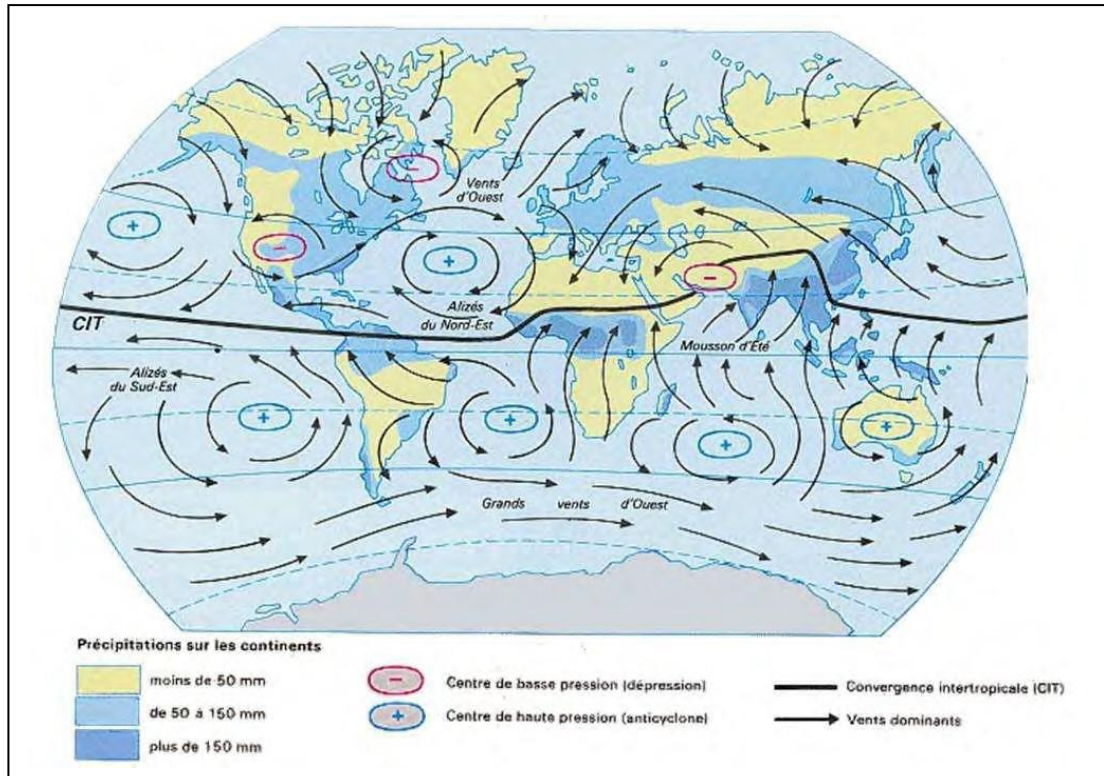 Vents
d'Ouest
Alizés
du Nord-Est
CIT
Mousson d'Été
Alizés
du Sud-Est
Grands vents d'Ouest
Précipitations sur les continents
moins de 50 mm
de 50 à 150 mm
plus de 150 mm
Centre de basse pression (dépression)
Centre de haute pression (anticyclone)
Convergence intertropicale (CIT)
Vents dominants